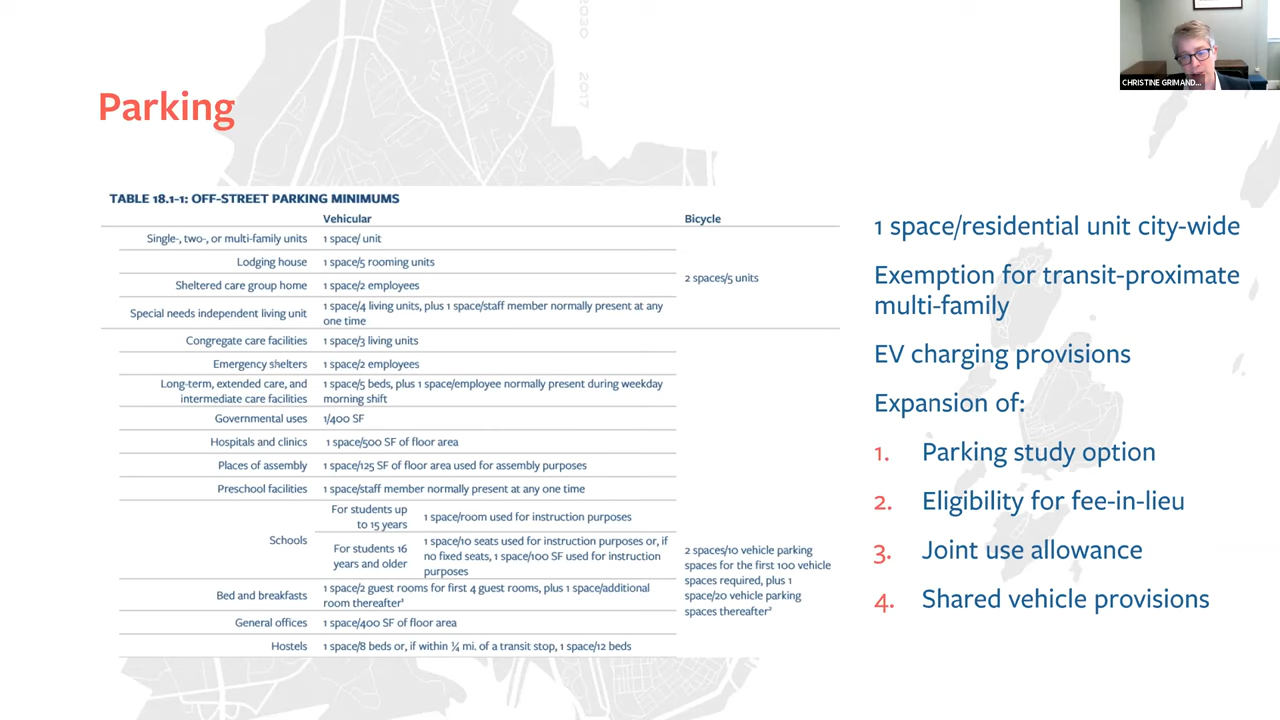 2030 2017
CHRISTINE GRIMAND...
Parking
TABLE 18.1-1: OFF-STREET PARKING MINIMUMS
Vehicular Bicycle
Single-, two-, or multi-family units 1 space/ unit
Lodging house 1 space/5 rooming units
Sheltered care group home 1 space/2 employees
2 spaces/5 units
Special needs independent living unit 1 space/4 living units, plus 1 space/staff member normally present at any
one time
Congregate care facilities 1 space/3 living units
Emergency shelters 1 space/2 employees
Long-term, extended care, and 1 space/5 beds, plus 1 space/employee normally present during weekday
intermediate care facilities morning shift
Governmental uses 1/400 SF
Hospitals and clinics 1 space/500 SF of floor area
Places of assembly 1 space/125 SF of floor area used for assembly purposes
Preschool facilities 1 space/staff member normally present at any one time
Schools
For students up
to 15 years
1 space/room used for instruction purposes
For students 16
years and older
1 space/10 seats used for instruction purposes or, if
no fixed seats, 1 space/100 SF used for instruction
purposes
2 spaces/10 vehicle parking
spaces for the first 100 vehicle
spaces required, plus 1
space/20 vehicle parking
spaces thereafter²
Bed and breakfasts 1 space/2 guest rooms for first 4 guest rooms, plus 1 space/additional
room thereafter¹
General offices 1 space/400 SF of floor area
Hostels 1 space/8 beds or, if within ¼ mi. of a transit stop, 1 space/12 beds
1 space/residential unit city-wide
Exemption for transit-proximate
multi-family
EV charging provisions
Expansion of:
1. Parking study option
2. Eligibility for fee-in-lieu
3. Joint use allowance
4. Shared vehicle provisions